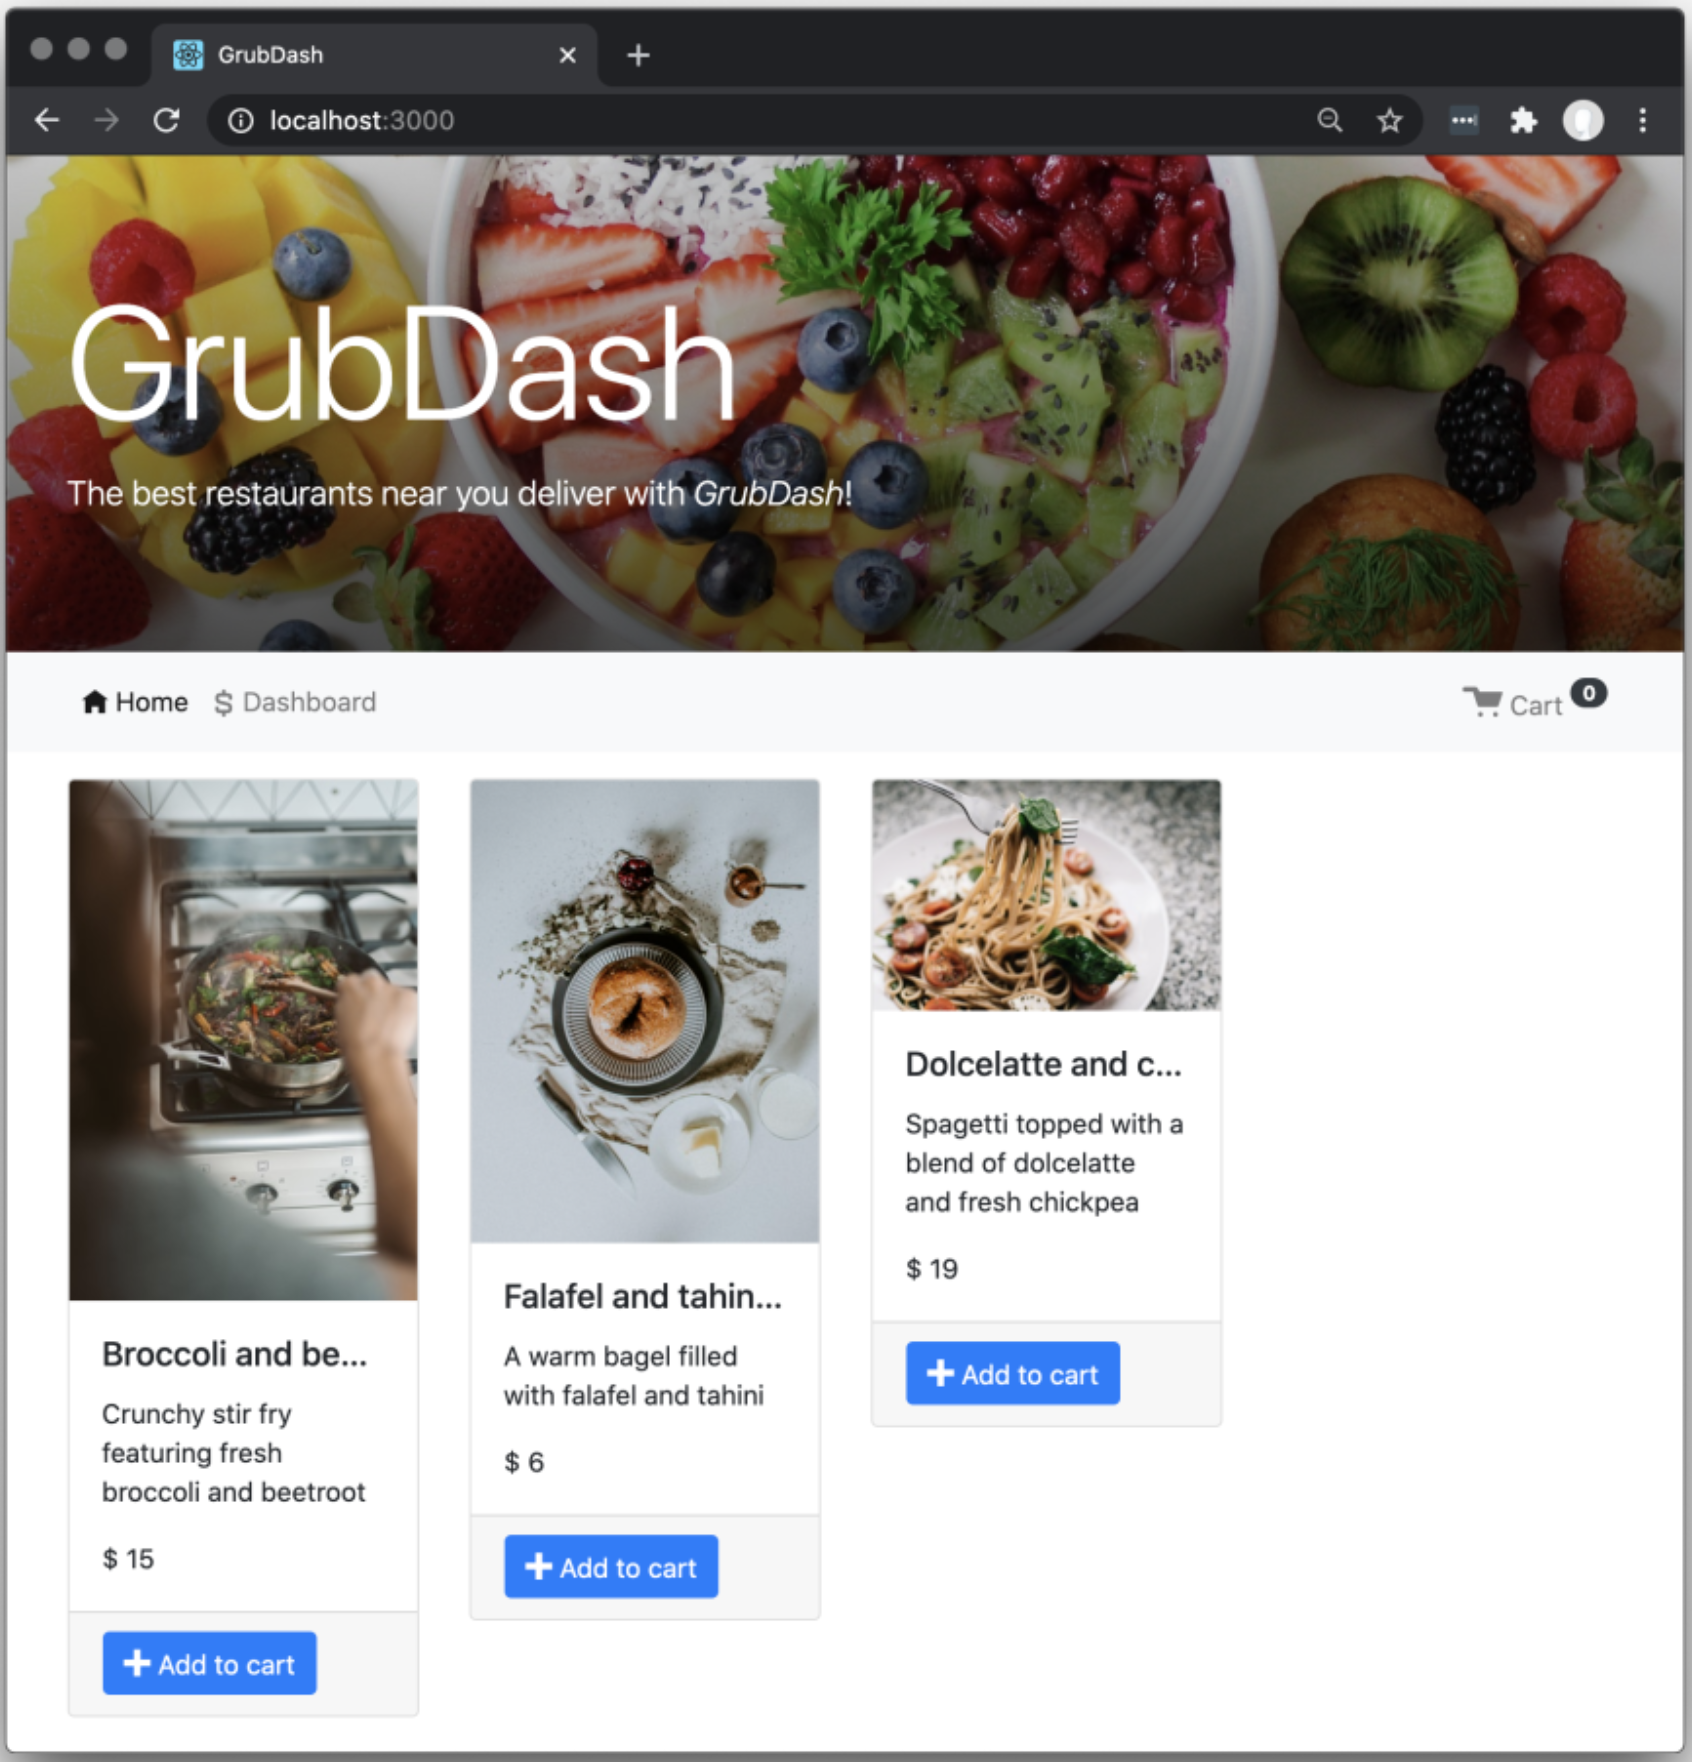 GrubDash
localhost:3000
GrubDash
The best restaurants near you deliver with GrubDash!
Home $ Dashboard Cart 0
Broccoli and be...
Crunchy stir fry
featuring fresh
broccoli and beetroot
$ 15
Add to cart
Falafel and tahin...
A warm bagel filled
with falafel and tahini
$ 6
Add to cart
Dolcelatte and c...
Spagetti topped with a
blend of dolcelatte
and fresh chickpea
$ 19
Add to cart